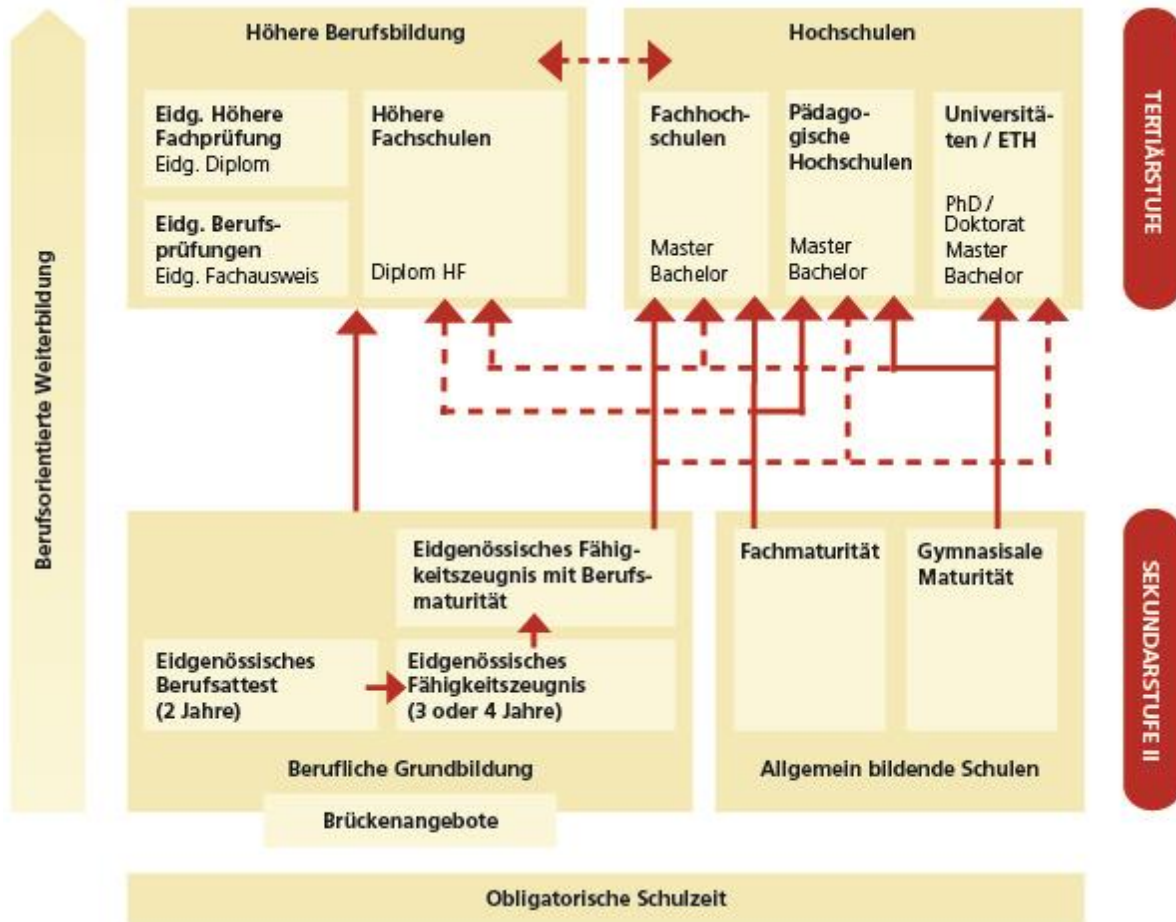 Höhere Berufsbildung
Hochschulen
Eidg. Höhere
Fachprüfung
Eidg. Diplom
Eidg. Berufs-
prüfungen
Eidg. Fachausweis
Höhere
Fachschulen
Diplom HF
Fachhoch-
schulen
Master
Bachelor
Pädago-
gische
Hochschulen
Master
Bachelor
Universitä-
ten / ETH
PhD /
Doktorat
Master
Bachelor
TERTIÄRSTUFE
Berufsorientierte Weiterbildung
Eidgenössisches Fähig-
keitszeugnis mit Berufs-
maturität
Eidgenössisches
Berufsattest
(2 Jahre)
Eidgenössisches
Fähigkeitszeugnis
(3 oder 4 Jahre)
Berufliche Grundbildung
Fachmaturität
Gymnasisale
Maturität
Allgemein bildende Schulen
SEKUNDARSTUFE II
Brückenangebote
Obligatorische Schulzeit